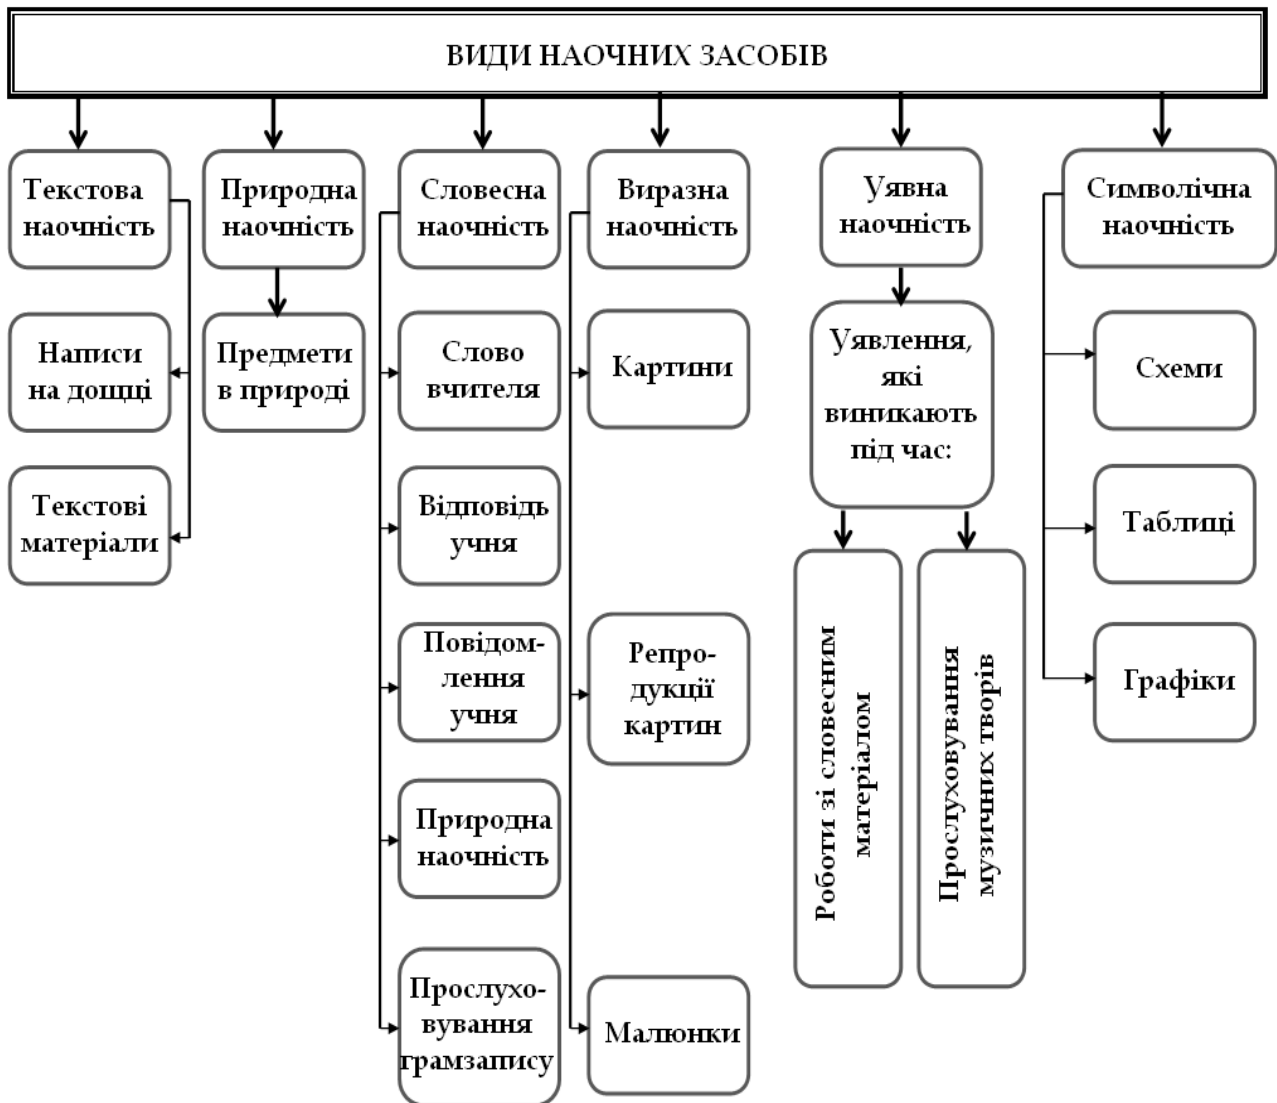 ВИДИ НАОЧНИХ ЗАСОБІВ
Текстова
наочність
Написи
на дощці
Текстові
матеріали
Природна
наочність
Предмети
в природі
Словесна
наочність
Слово
вчителя
Відповідь
учня
Повідом-
лення
учня
Природна
наочність
Прослухо-
вування
грамзапису
Виразна
наочність
Картини
Репро-
дукції
картин
Малюнки
Уявна
наочність
Уявлення,
які
виникають
під час:
Роботи зі словесним
матеріалом
Прослуховування
музичних творів
Символічна
наочність
Схеми
Таблиці
Графіки